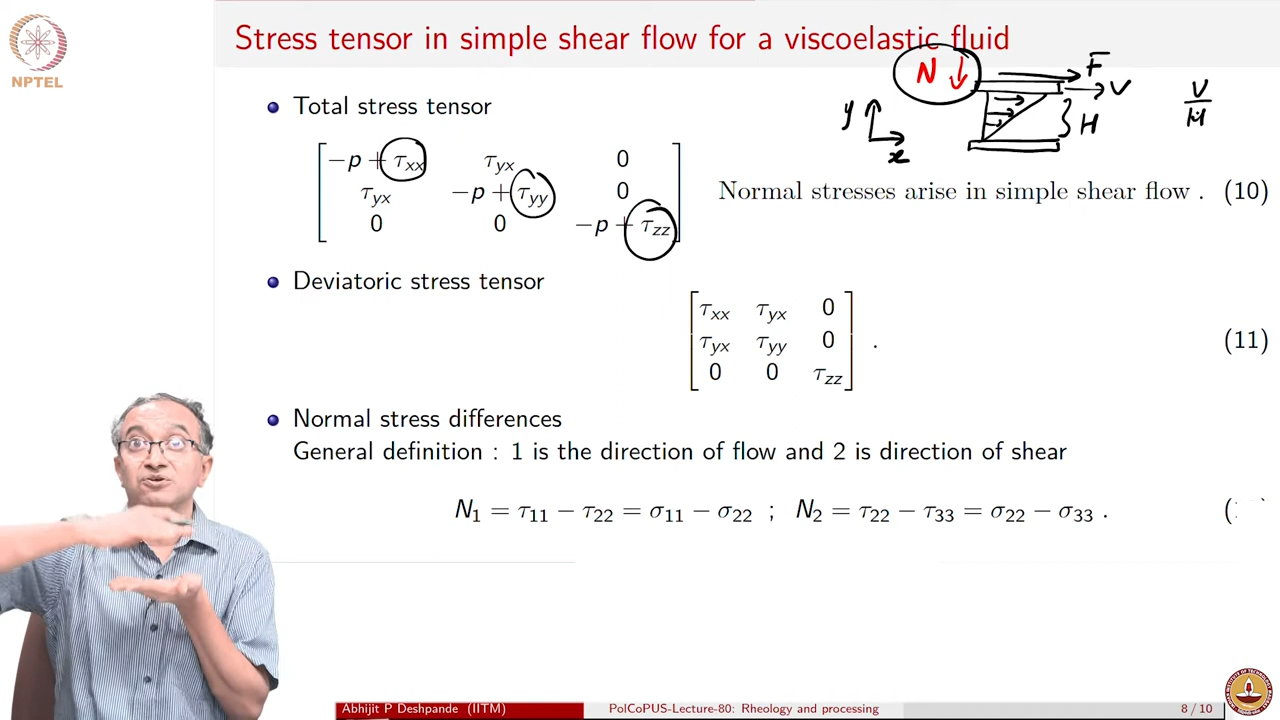 NPTEL
Stress tensor in simple shear flow for a viscoelastic fluid
N ↓
F
V
H
y
x
V
H
Total stress tensor
−p + τxx τyx 0
τyx −p + τyy 0
0 0 −p + τzz
Normal stresses arise in simple shear flow . (10)
Deviatoric stress tensor
τxx τyx 0
τyx τyy 0
0 0 τzz
. (11)
Normal stress differences
General definition : 1 is the direction of flow and 2 is direction of shear
N1 = τ11 − τ22 = σ11 − σ22 ; N2 = τ22 − τ33 = σ22 − σ33 .
Abhijit P Deshpande (IITM) PolCoPUS-Lecture-80: Rheology and processing 8 / 10